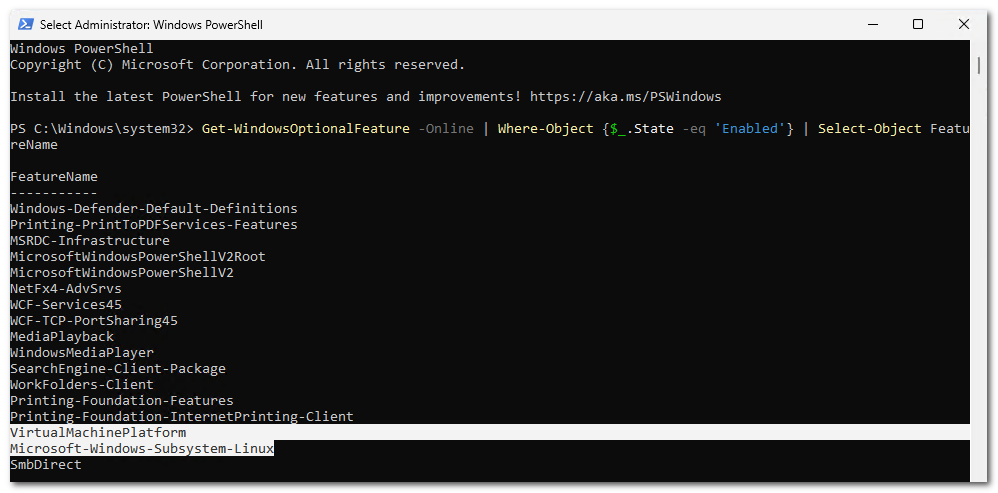 Select Administrator: Windows PowerShell
Windows PowerShell
Copyright (C) Microsoft Corporation. All rights reserved.
Install the latest PowerShell for new features and improvements! https://aka.ms/PSWindows
PS C:\Windows\system32> Get-WindowsOptionalFeature -Online | Where-Object {$_.State -eq 'Enabled'} | Select-Object Featu
reName
FeatureName
-----------
Windows-Defender-Default-Definitions
Printing-PrintToPDFServices-Features
MSRDC-Infrastructure
MicrosoftWindowsPowerShellV2Root
MicrosoftWindowsPowerShellV2
NetFx4-AdvSrvs
WCF-Services45
WCF-TCP-PortSharing45
MediaPlayback
WindowsMediaPlayer
SearchEngine-Client-Package
WorkFolders-Client
Printing-Foundation-Features
Printing-Foundation-InternetPrinting-Client
VirtualMachinePlatform
Microsoft-Windows-Subsystem-Linux
SmbDirect